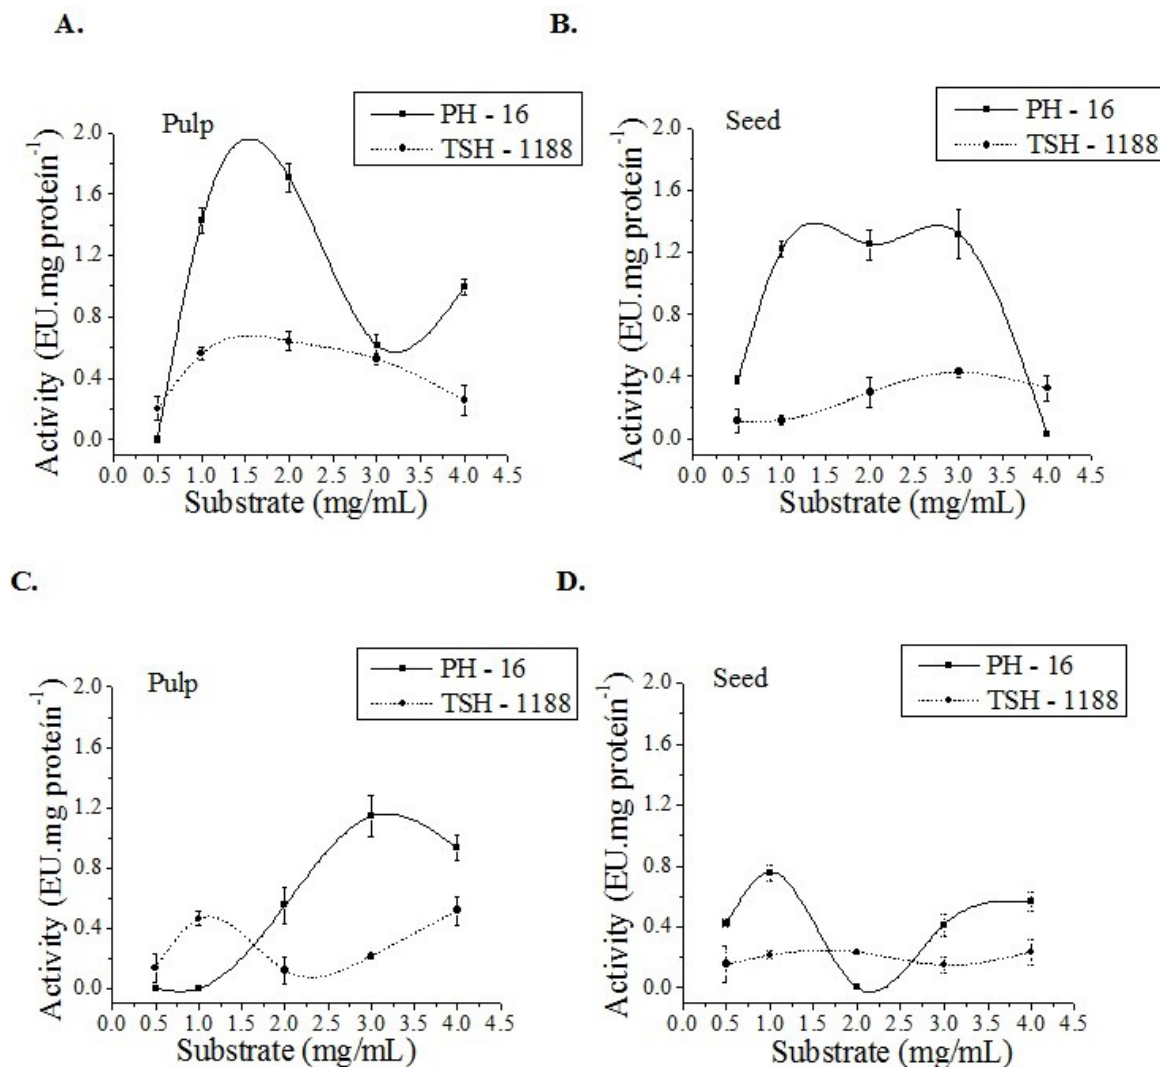 A.
PH - 16
TSH - 1188
Pulp
Activity (EU.mg proteín-1)
2.0
1.6
1.2
0.8
0.4
0.0
0.0 0.5 1.0 1.5 2.0 2.5 3.0 3.5 4.0 4.5
Substrate (mg/mL)
B.
PH - 16
TSH - 1188
Seed
Activity (EU.mg proteín-1)
2.0
1.6
1.2
0.8
0.4
0.0
0.0 0.5 1.0 1.5 2.0 2.5 3.0 3.5 4.0 4.5
Substrate (mg/mL)
C.
PH - 16
TSH - 1188
Pulp
Activity (EU.mg proteín-1)
2.0
1.6
1.2
0.8
0.4
0.0
0.0 0.5 1.0 1.5 2.0 2.5 3.0 3.5 4.0 4.5
Substrate (mg/mL)
D.
PH - 16
TSH - 1188
Seed
Activity (EU.mg proteín-1)
2.0
1.6
1.2
0.8
0.4
0.0
0.0 0.5 1.0 1.5 2.0 2.5 3.0 3.5 4.0 4.5
Substrate (mg/mL)